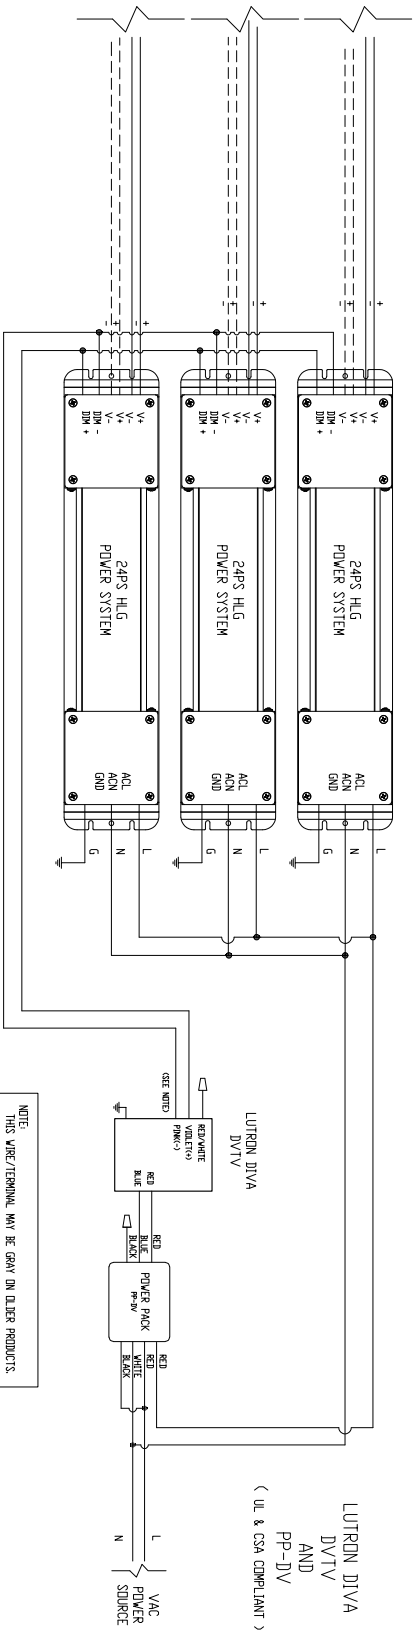 LUTRON DIVA
DVTV
AND
PP-DV
( UL & CSA COMPLIANT )
+
-
+
-
V+
V-
V+
V-
DIM -
DIM +
24PS HLG
POWER SYSTEM
ACL
ACN
GND
L
N
G
+
-
+
-
V+
V-
V+
V-
DIM -
DIM +
24PS HLG
POWER SYSTEM
ACL
ACN
GND
L
N
G
+
-
+
-
V+
V-
V+
V-
DIM -
DIM +
24PS HLG
POWER SYSTEM
ACL
ACN
GND
L
N
G
LUTRON DIVA
DVTV
RED/WHITE
VIOLET(+)
PINK(-)
(SEE NOTE)
RED
BLUE
RED
BLUE
BLACK
POWER PACK
PP-DV
RED
RED
WHITE
BLACK
L
N
VAC
POWER
SOURCE
NOTE:
THIS WIRE/TERMINAL MAY BE GRAY ON OLDER PRODUCTS.